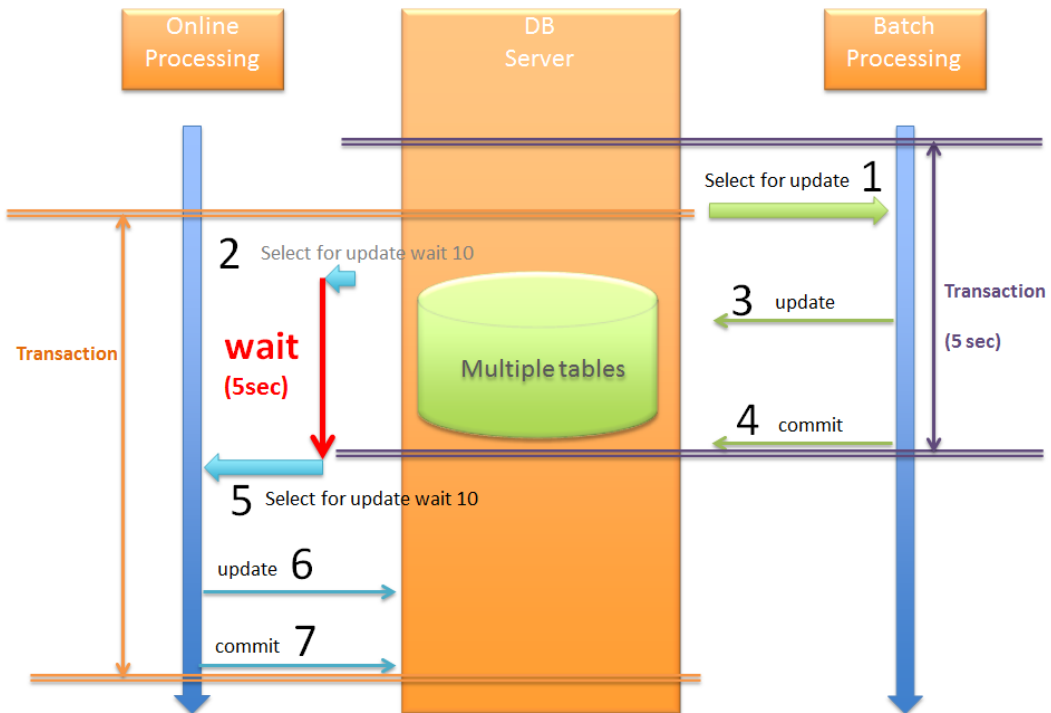 Online
Processing
DB
Server
Batch
Processing
Select for update 1
2 Select for update wait 10
3 update
Transaction
(5 sec)
Transaction
wait
(5sec)
Multiple tables
4 commit
5 Select for update wait 10
update 6
commit 7